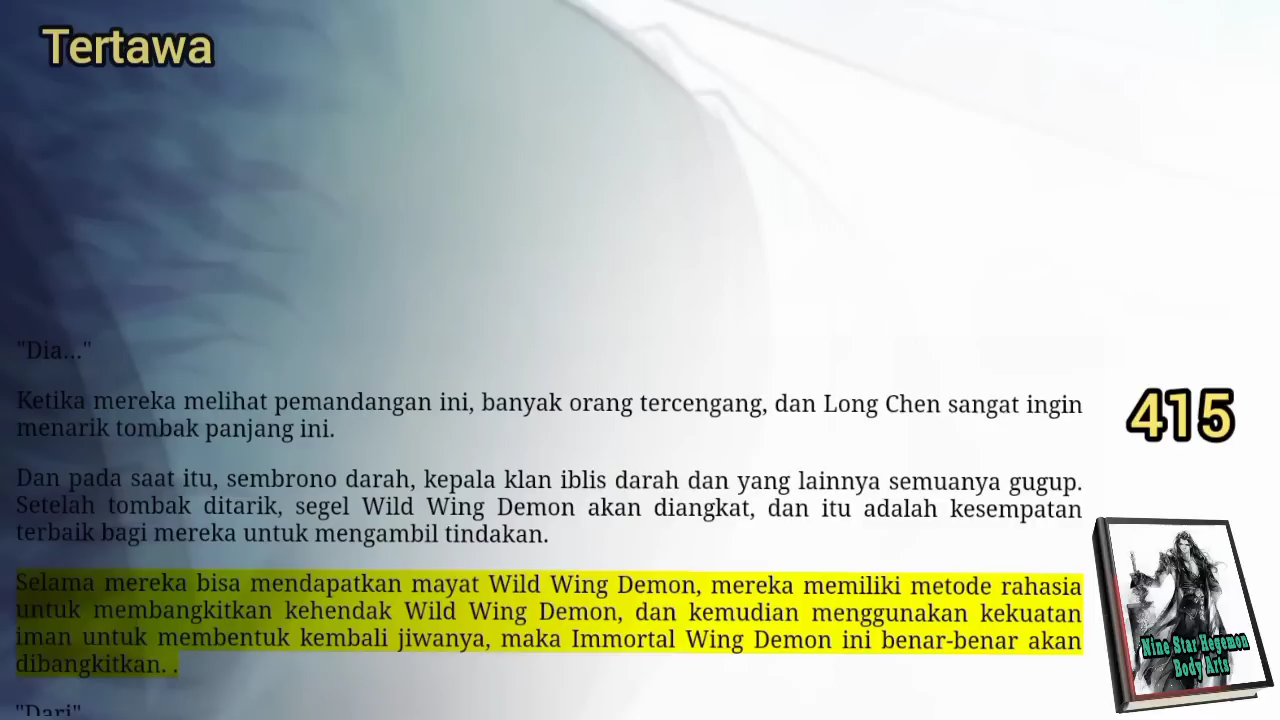 Tertawa
"Dia..."
Ketika mereka melihat pemandangan ini, banyak orang tercengang, dan Long Chen sangat ingin
menarik tombak panjang ini.
415
Dan pada saat itu, sembrono darah, kepala klan iblis darah dan yang lainnya semuanya gugup.
Setelah tombak ditarik, segel Wild Wing Demon akan diangkat, dan itu adalah kesempatan
terbaik bagi mereka untuk mengambil tindakan.
Selama mereka bisa mendapatkan mayat Wild Wing Demon, mereka memiliki metode rahasia
untuk membangkitkan kehendak Wild Wing Demon, dan kemudian menggunakan kekuatan
iman untuk membentuk kembali jiwanya, maka Immortal Wing Demon ini benar-benar akan
dibangkitkan. .
Nine Star Hegemon
Body Arts
"Dari"